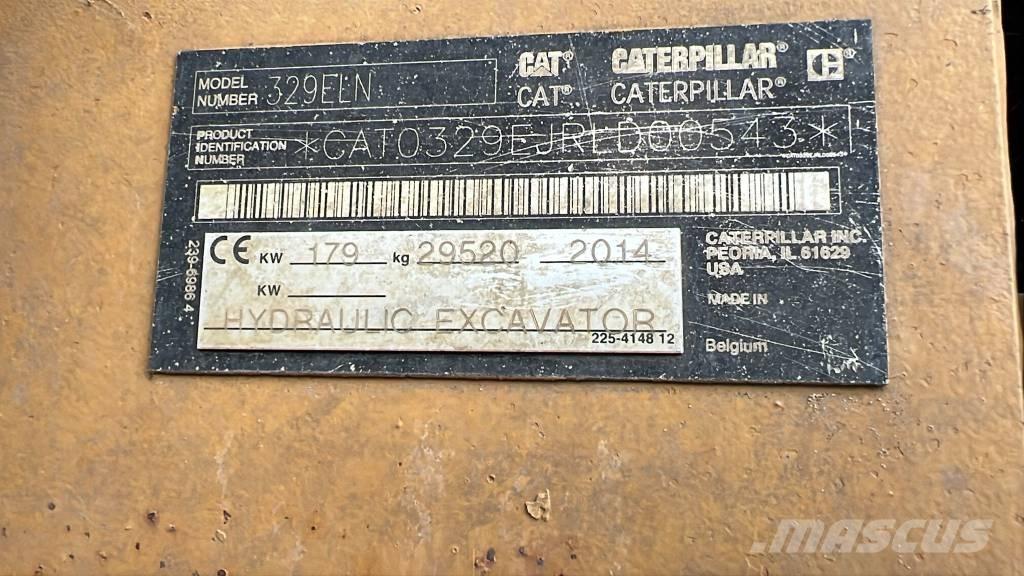 MODEL NUMBER 329ELN
CAT® CATERPILLAR®
CAT® CATERPILLAR®
PRODUCT IDENTIFICATION NUMBER *CAT0329EJRLD00543*
239-6986 4
CE KW 179 kg 29520 2014
KW
HYDRAULIC EXCAVATOR
225-4148 12
CATERPILLAR INC.
PEORIA, IL 61629
USA
MADE IN
Belgium
MASCUS